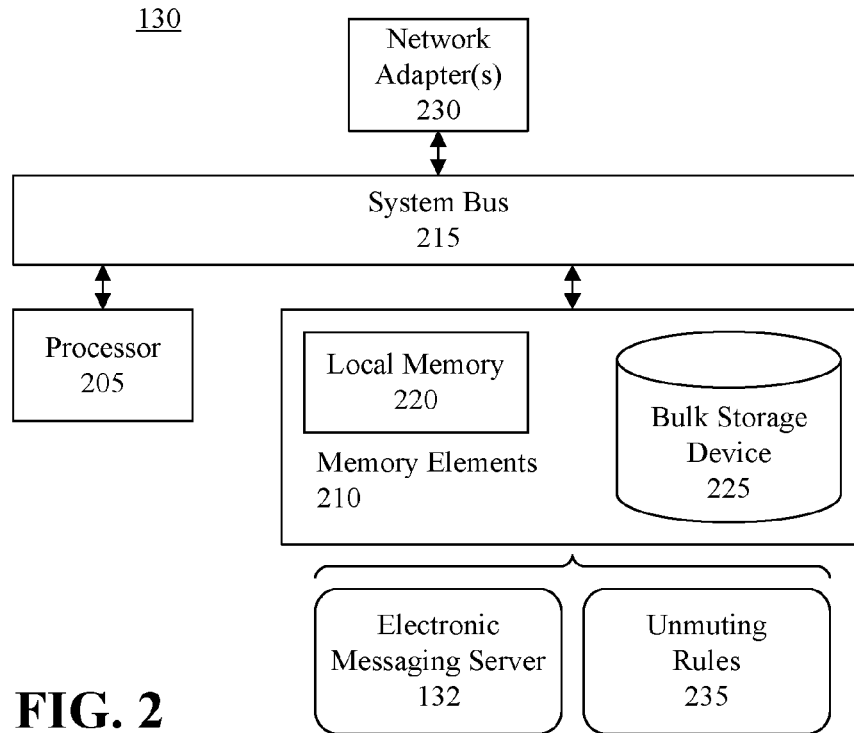 130
Network
Adapter(s)
230
System Bus
215
Processor
205
Local Memory
220
Memory Elements
210
Bulk Storage
Device
225
Electronic
Messaging Server
132
Unmuting
Rules
235
FIG. 2